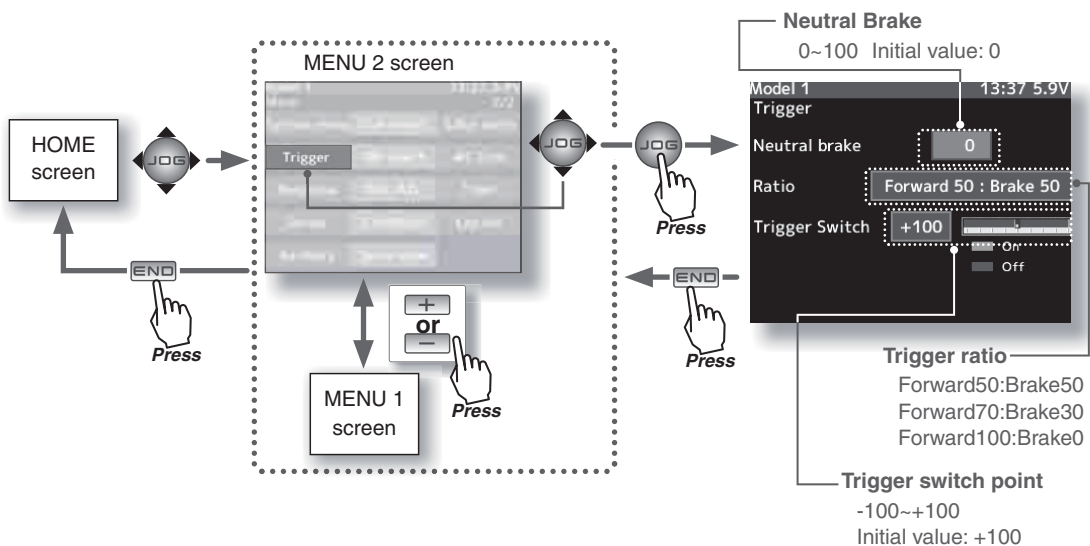 Neutral Brake
0~100 Initial value: 0
MENU 2 screen
HOME
screen
JOG
Trigger
JOG
JOG
Press
END
Press
+
or
−
Press
MENU 1
screen
END
Press
Model 1 13:37 5.9V
Trigger
Neutral brake 0
Ratio Forward 50 : Brake 50
Trigger Switch +100
On
Off
Trigger ratio
Forward50:Brake50
Forward70:Brake30
Forward100:Brake0
Trigger switch point
-100~+100
Initial value: +100